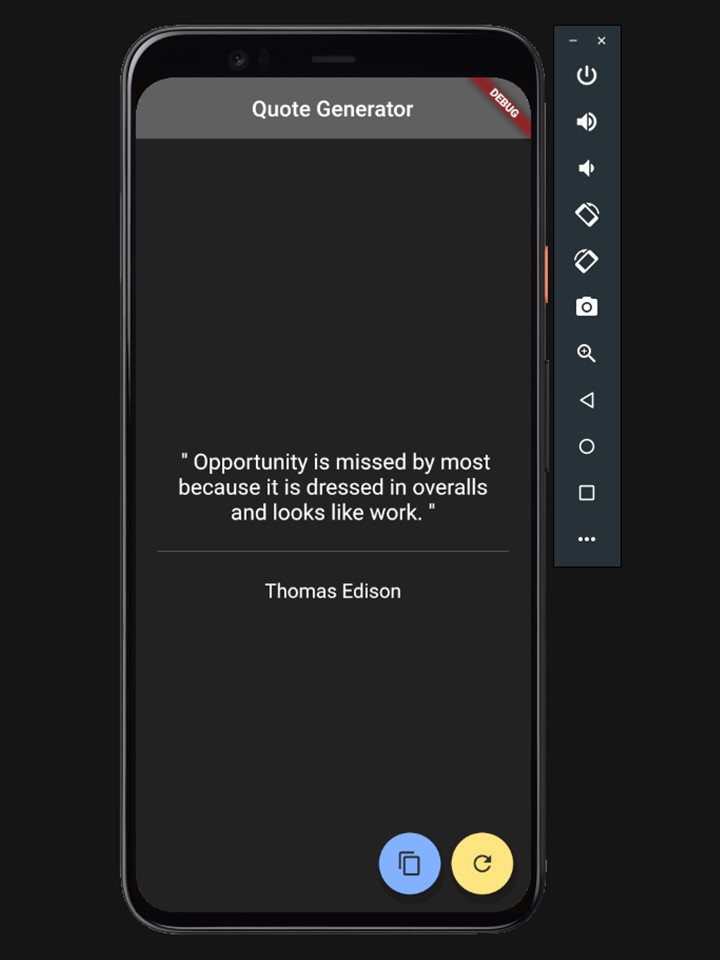 Quote Generator
DEBUG
" Opportunity is missed by most
because it is dressed in overalls
and looks like work. "
Thomas Edison